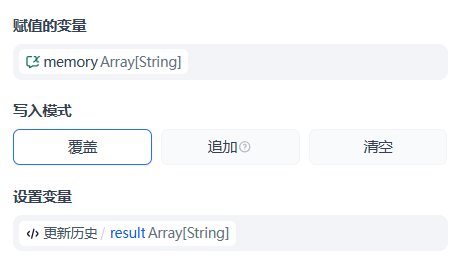 赋值的变量
memory Array[String]
写入模式
覆盖 追加 清空
设置变量
更新历史 / result Array[String]